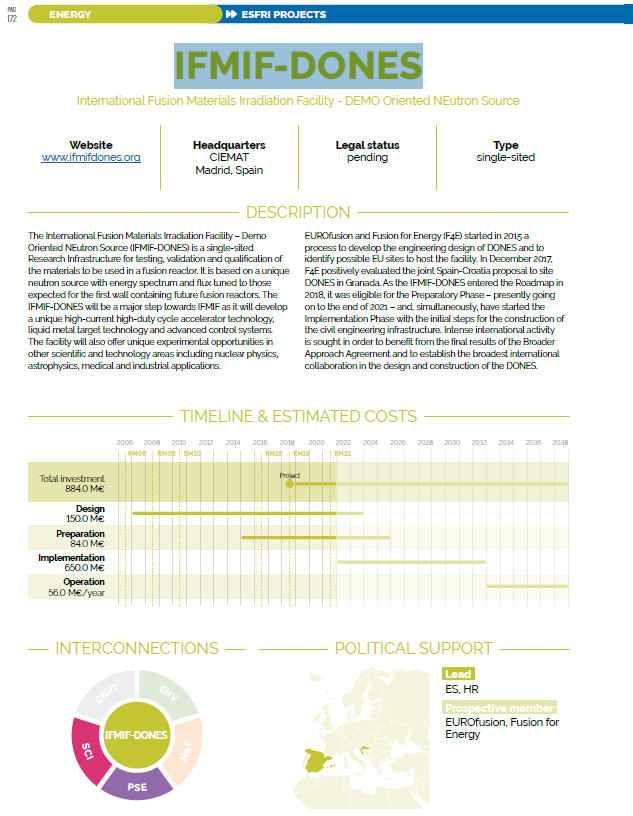 PAG
172
ENERGY
ESFRI PROJECTS
IFMIF-DONES
International Fusion Materials Irradiation Facility - DEMO Oriented NEutron Source
Website
www.ifmifdones.org
Headquarters
CIEMAT
Madrid, Spain
Legal status
pending
Type
single-sited
DESCRIPTION
The International Fusion Materials Irradiation Facility – Demo
Oriented NEutron Source (IFMIF-DONES) is a single-sited
Research Infrastructure for testing, validation and qualification
of the materials to be used in a fusion reactor. It is based on a unique
neutron source with energy spectrum and flux tuned to those
expected for the first wall containing future fusion reactors. The
IFMIF-DONES will be a major step towards IFMIF as it will develop
a unique high-current high-duty cycle accelerator technology,
liquid metal target technology and advanced control systems.
The facility will also offer unique experimental opportunities in
other scientific and technology areas including nuclear physics,
astrophysics, medical and industrial applications.
EUROfusion and Fusion for Energy (F4E) started in 2015 a
process to develop the engineering design of DONES and to
identify possible EU sites to host the facility. In December 2017,
F4E positively evaluated the joint Spain-Croatia proposal to site
DONES in Granada. As the IFMIF-DONES entered the Roadmap in
2018, it was eligible for the Preparatory Phase – presently going
on to the end of 2021 – and, simultaneously, have started the
Implementation Phase with the initial steps for the construction of
the civil engineering infrastructure. Intense international activity
is sought in order to benefit from the final results of the Broader
Approach Agreement and to establish the broadest international
collaboration in the design and construction of the DONES.
TIMELINE & ESTIMATED COSTS
2006 2008 2010 2012 2014 2016 2018 2020 2022 2024 2026 2028 2030 2032 2034 2036 2038
RM06 RM08 RM10 RM16 RM18 RM21
Project
Total investment
884.0 M€
Design
150.0 M€
Preparation
84.0 M€
Implementation
650.0 M€
Operation
56.0 M€/year
INTERCONNECTIONS
DIGIT
ENV
H&F
PSE
SCI
IFMIF-DONES
POLITICAL SUPPORT
Lead
ES, HR
Prospective member
EUROfusion, Fusion for
Energy